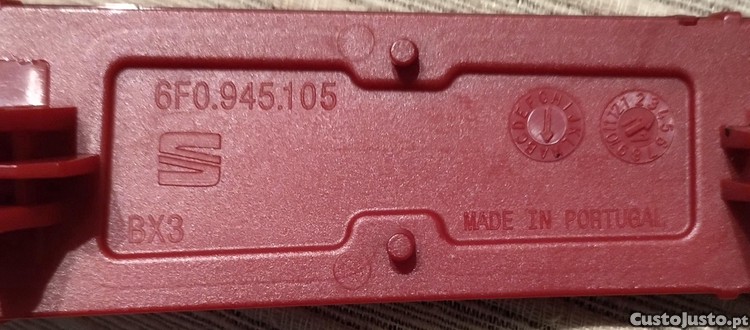 6F0.945.105
BX3
MADE IN PORTUGAL
CustoJusto.pt